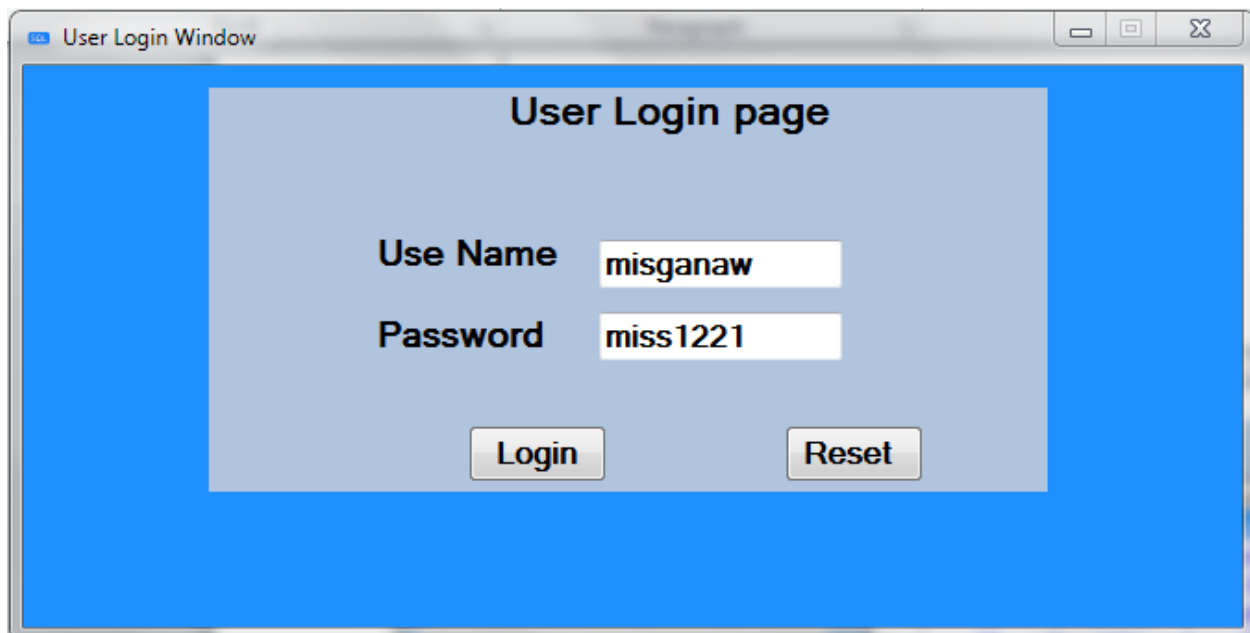 User Login Window
User Login page
Use Name misganaw
Password miss1221
Login Reset